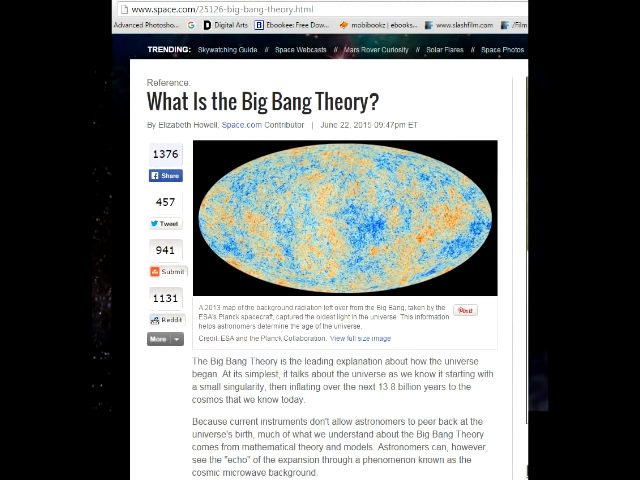 www.space.com/25126-big-bang-theory.html
Advanced Photosho... G Digital Arts Ebookee: Free Dow... mobibookz | ebooks... www.slashfilm.com /Film
TRENDING: Skywatching Guide // Space Webcasts // Mars Rover Curiosity // Solar Flares // Space Photos
Reference:
What Is the Big Bang Theory?
By Elizabeth Howell, Space.com Contributor | June 22, 2015 09:47pm ET
1376
Share
457
Tweet
941
Submit
1131
Reddit
More
A 2013 map of the background radiation left over from the Big Bang, taken by the
ESA's Planck spacecraft, captured the oldest light in the universe. This information
helps astronomers determine the age of the universe.
Credit: ESA and the Planck Collaboration. View full size image
Pin it
The Big Bang Theory is the leading explanation about how the universe
began. At its simplest, it talks about the universe as we know it starting with
a small singularity, then inflating over the next 13.8 billion years to the
cosmos that we know today.
Because current instruments don't allow astronomers to peer back at the
universe's birth, much of what we understand about the Big Bang Theory
comes from mathematical theory and models. Astronomers can, however,
see the "echo" of the expansion through a phenomenon known as the
cosmic microwave background.